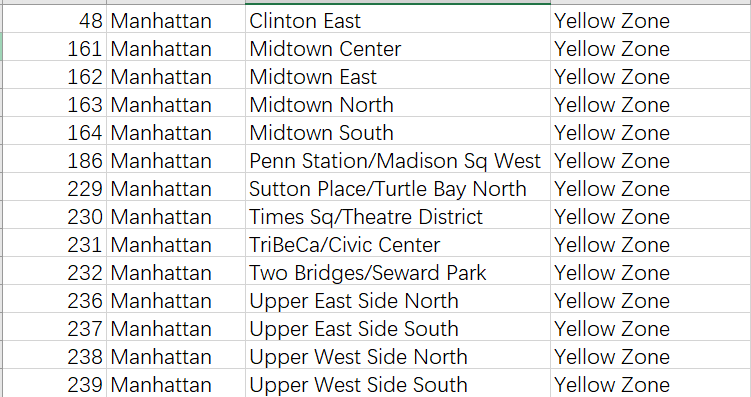 48 Manhattan Clinton East Yellow Zone
161 Manhattan Midtown Center Yellow Zone
162 Manhattan Midtown East Yellow Zone
163 Manhattan Midtown North Yellow Zone
164 Manhattan Midtown South Yellow Zone
186 Manhattan Penn Station/Madison Sq West Yellow Zone
229 Manhattan Sutton Place/Turtle Bay North Yellow Zone
230 Manhattan Times Sq/Theatre District Yellow Zone
231 Manhattan TriBeCa/Civic Center Yellow Zone
232 Manhattan Two Bridges/Seward Park Yellow Zone
236 Manhattan Upper East Side North Yellow Zone
237 Manhattan Upper East Side South Yellow Zone
238 Manhattan Upper West Side North Yellow Zone
239 Manhattan Upper West Side South Yellow Zone